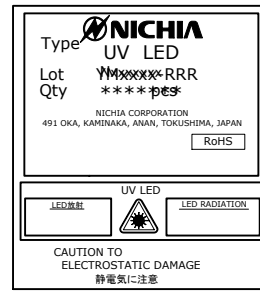 NICHIA
Type UV LED
Lot YMxxxx-RRR
Qty ******* pcs
NICHIA CORPORATION
491 OKA, KAMINAKA, ANAN, TOKUSHIMA, JAPAN
RoHS
UV LED
LED放射 LED RADIATION
CAUTION TO
ELECTROSTATIC DAMAGE
静電気に注意